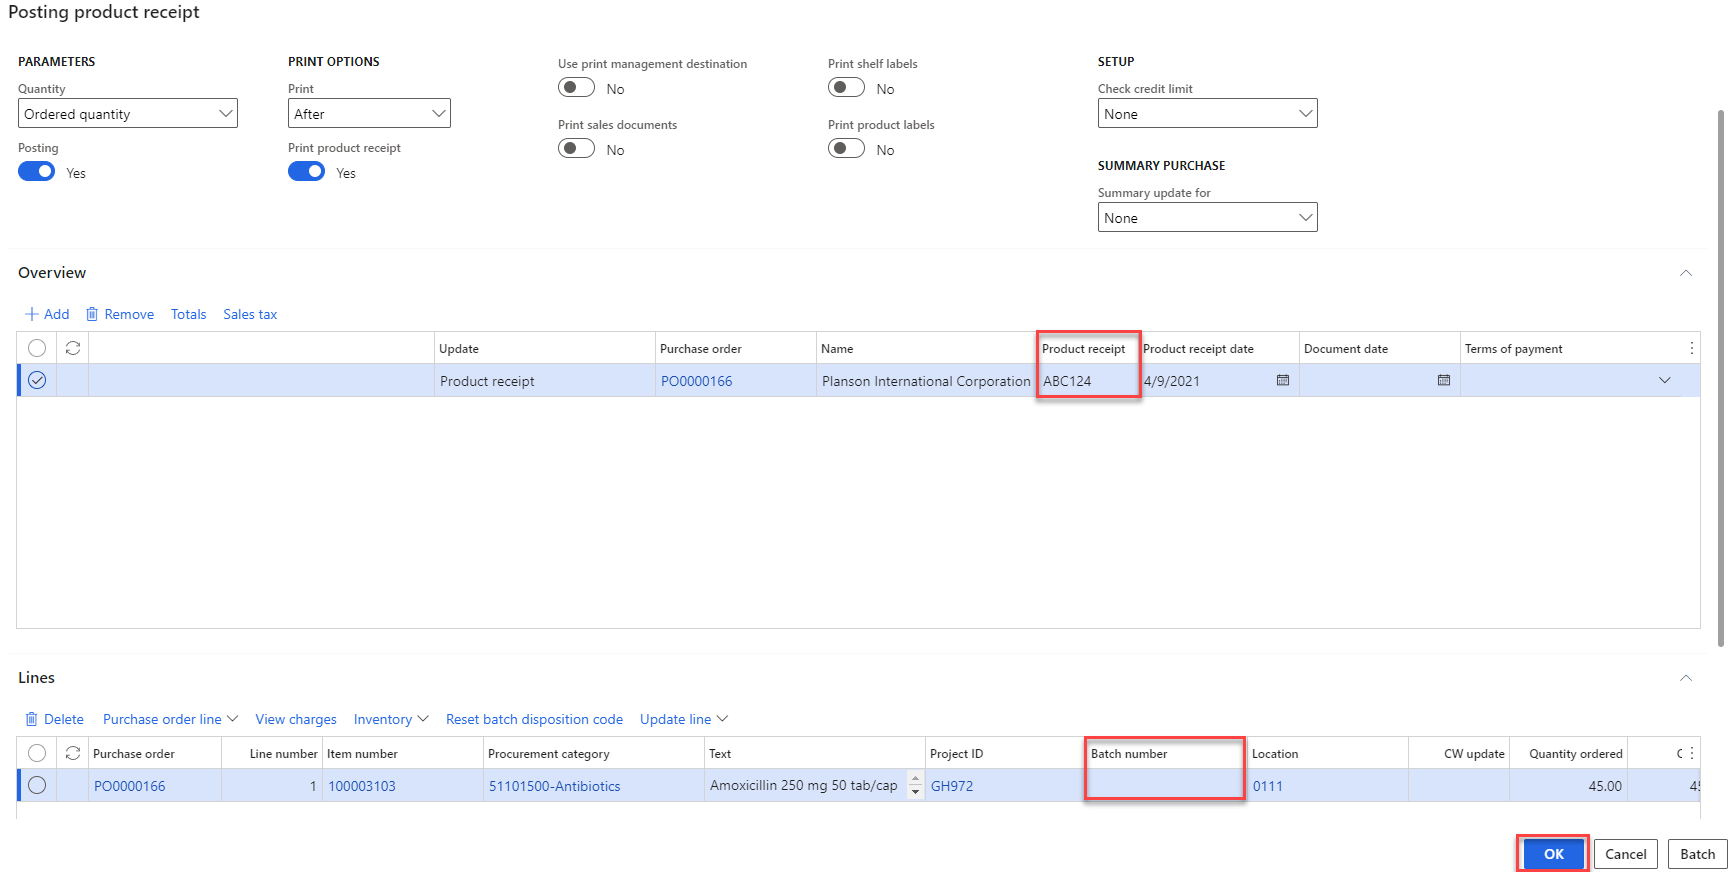 Posting product receipt
PARAMETERS
Quantity
Ordered quantity
Posting
Yes
PRINT OPTIONS
Print
After
Print product receipt
Yes
Use print management destination
No
Print sales documents
No
Print shelf labels
No
Print product labels
No
SETUP
Check credit limit
None
SUMMARY PURCHASE
Summary update for
None
Overview
Add Remove Totals Sales tax
Update Purchase order Name Product receipt Product receipt date Document date Terms of payment
Product receipt PO0000166 Planson International Corporation ABC124 4/9/2021
Lines
Delete Purchase order line View charges Inventory Reset batch disposition code Update line
Purchase order Line number Item number Procurement category Text Project ID Batch number Location CW update Quantity ordered
PO0000166 1 100003103 51101500-Antibiotics Amoxicillin 250 mg 50 tab/cap GH972 0111 45.00
OK Cancel Batch